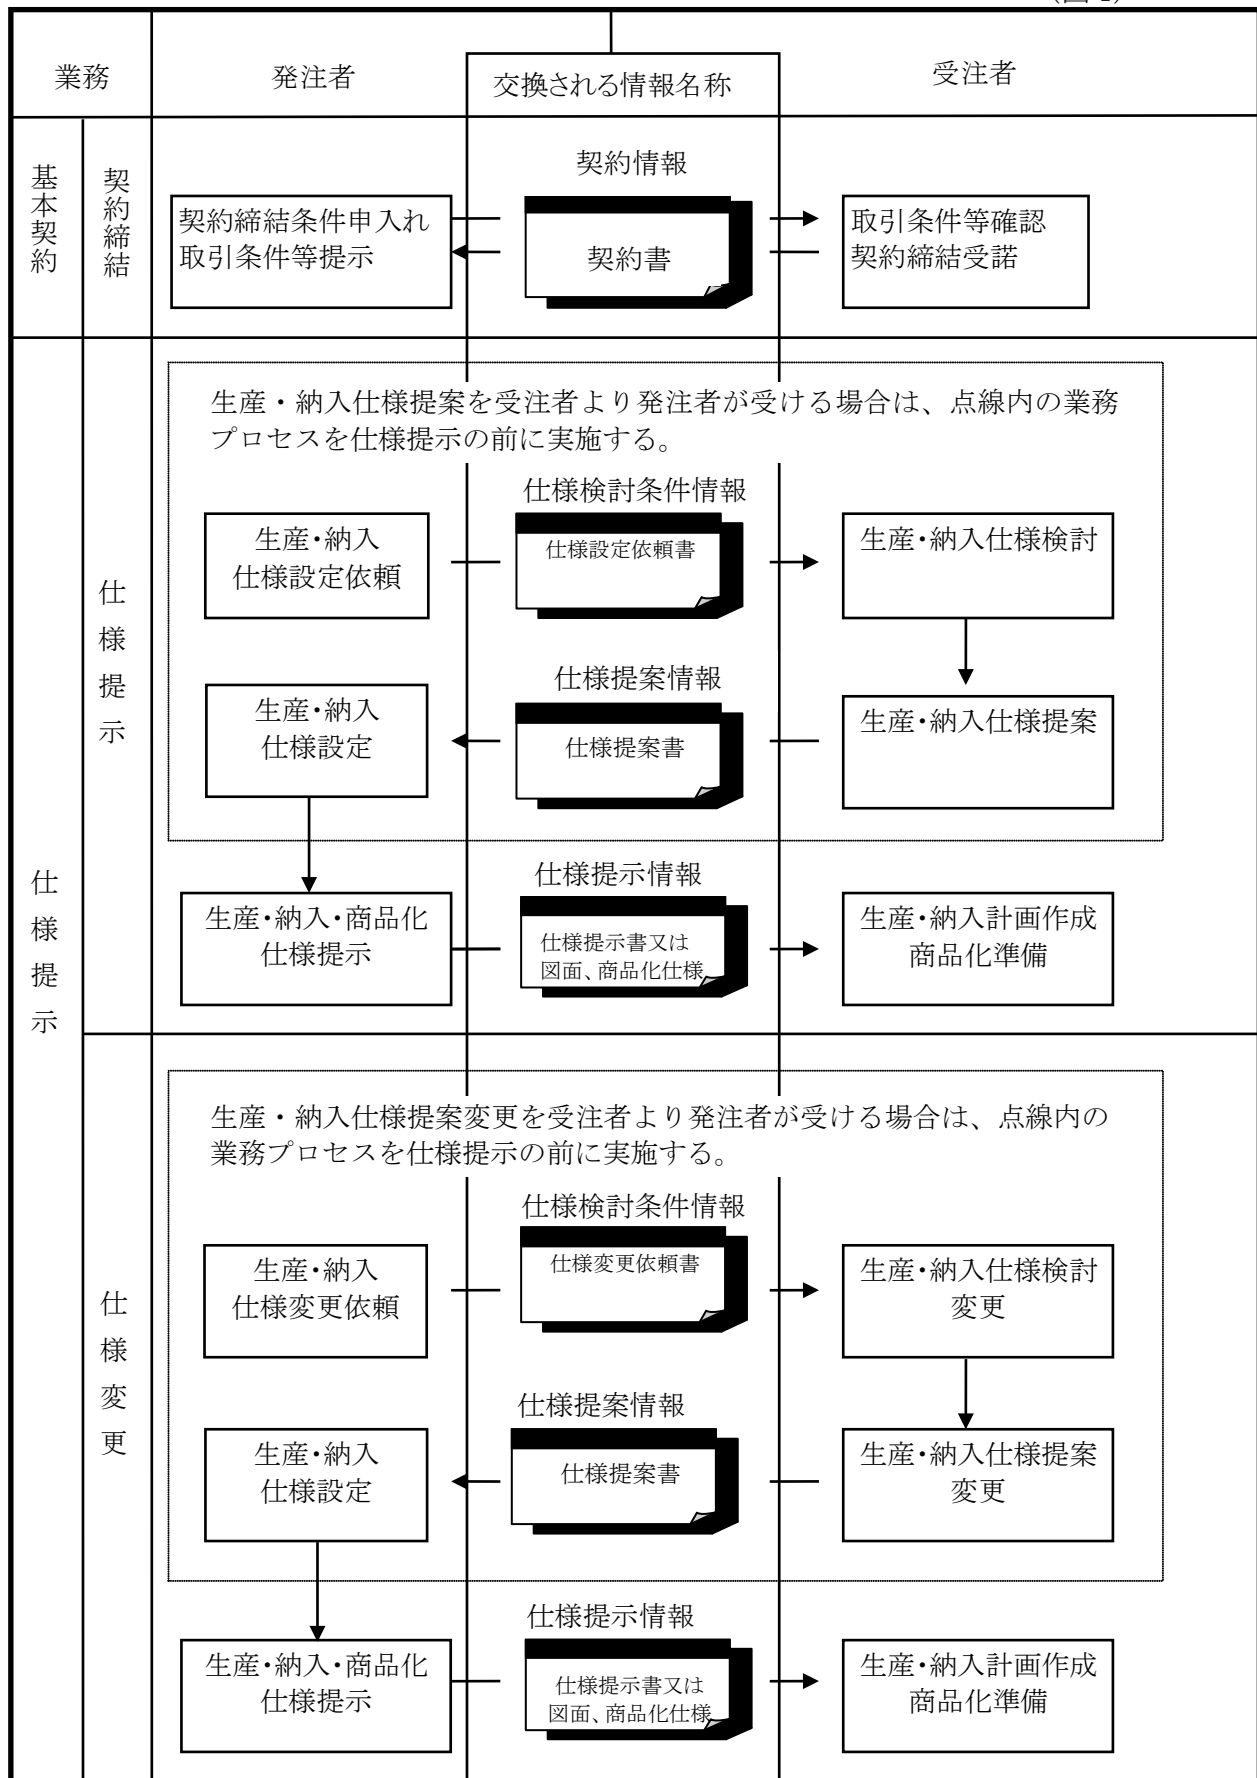 業務
発注者
交換される情報名称
受注者
基本契約
契約締結
契約情報
契約締結条件申入れ
取引条件等提示
契約書
取引条件等確認
契約締結受諾
仕様提示
仕様提示
生産・納入仕様提案を受注者より発注者が受ける場合は、点線内の業務
プロセスを仕様提示の前に実施する。
仕様検討条件情報
生産・納入
仕様設定依頼
仕様設定依頼書
生産・納入仕様検討
仕様提案情報
生産・納入
仕様設定
仕様提案書
生産・納入仕様提案
仕様提示情報
生産・納入・商品化
仕様提示
仕様提示書又は
図面、商品化仕様
生産・納入計画作成
商品化準備
仕様変更
生産・納入仕様提案変更を受注者より発注者が受ける場合は、点線内の
業務プロセスを仕様提示の前に実施する。
仕様検討条件情報
生産・納入
仕様変更依頼
仕様変更依頼書
生産・納入仕様検討
変更
仕様提案情報
生産・納入
仕様設定
仕様提案書
生産・納入仕様提案
変更
仕様提示情報
生産・納入・商品化
仕様提示
仕様提示書又は
図面、商品化仕様
生産・納入計画作成
商品化準備